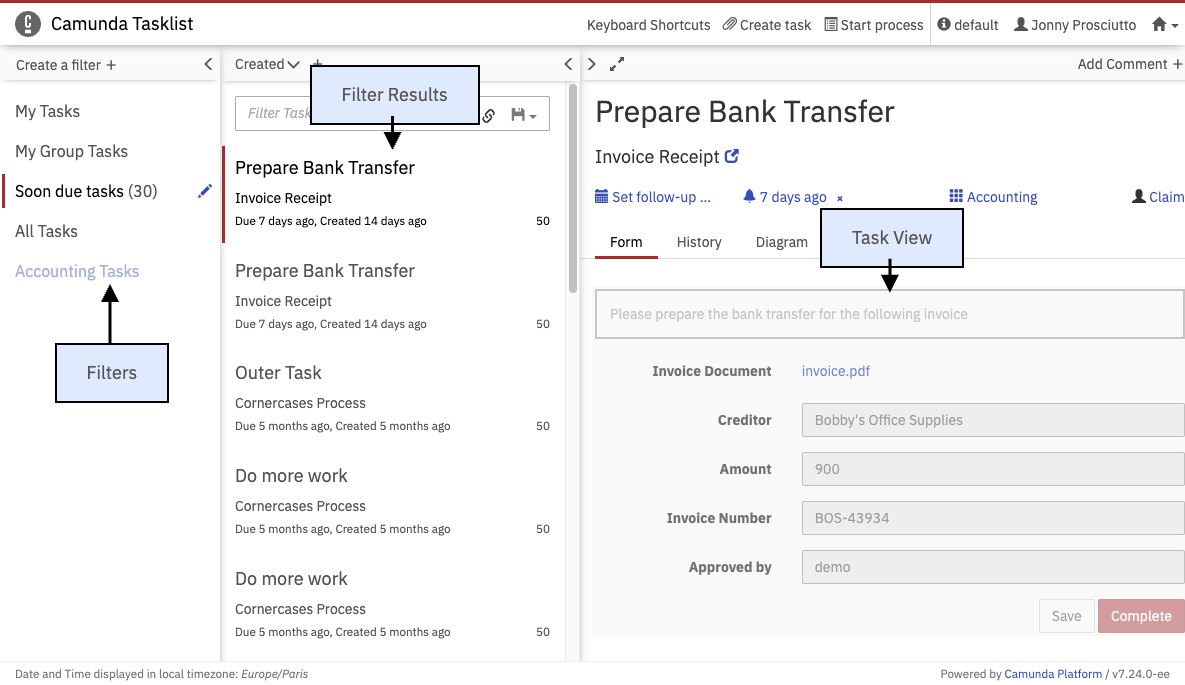 Camunda Tasklist
Keyboard Shortcuts Create task Start process default Jonny Prosciutto
Create a filter +
My Tasks
My Group Tasks
Soon due tasks (30)
All Tasks
Accounting Tasks
Filters
Created +
Filter Results
Filter Task
Prepare Bank Transfer
Invoice Receipt
Due 7 days ago, Created 14 days ago 50
Prepare Bank Transfer
Invoice Receipt
Due 7 days ago, Created 14 days ago 50
Outer Task
Cornercases Process
Due 5 months ago, Created 5 months ago 50
Do more work
Cornercases Process
Due 5 months ago, Created 5 months ago 50
Do more work
Cornercases Process
Due 5 months ago, Created 5 months ago 50
Add Comment +
Prepare Bank Transfer
Invoice Receipt
Set follow-up ... 7 days ago × Accounting Claim
Form History Diagram
Task View
Please prepare the bank transfer for the following invoice
Invoice Document invoice.pdf
Creditor Bobby's Office Supplies
Amount 900
Invoice Number BOS-43934
Approved by demo
Save Complete
Date and Time displayed in local timezone: Europe/Paris
Powered by Camunda Platform / v7.24.0-ee